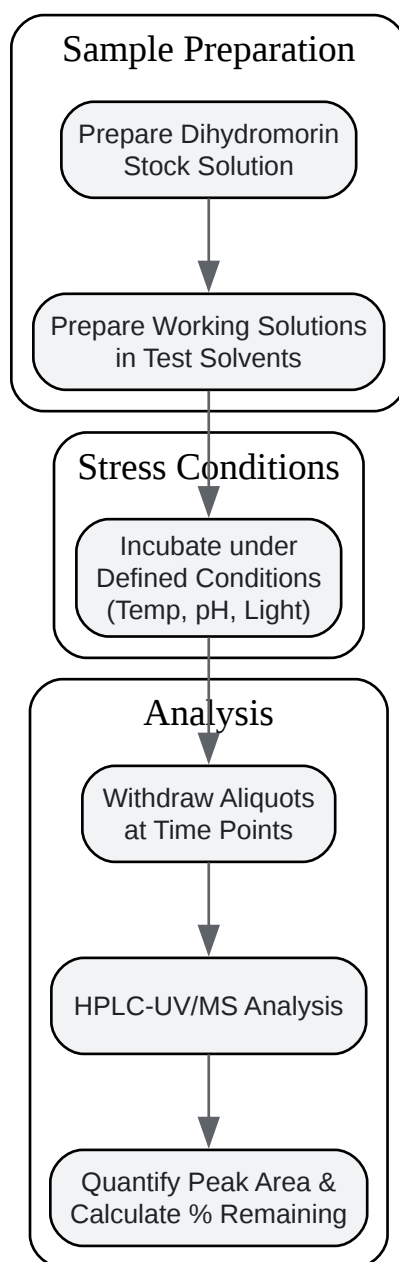 Sample Preparation
Prepare Dihydromorin
Stock Solution
Prepare Working Solutions
in Test Solvents
Stress Conditions
Incubate under
Defined Conditions
(Temp, pH, Light)
Analysis
Withdraw Aliquots
at Time Points
HPLC-UV/MS Analysis
Quantify Peak Area &
Calculate % Remaining